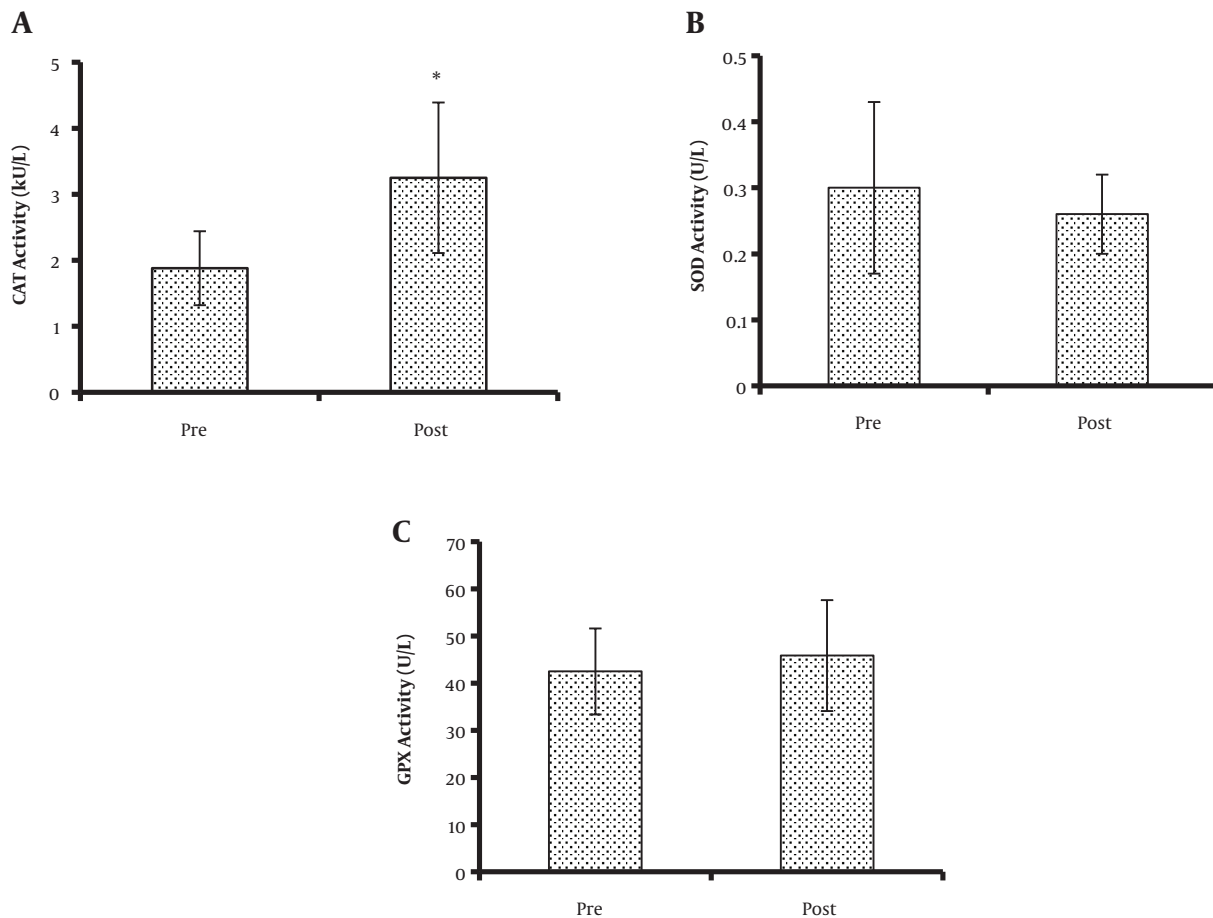 A
CAT Activity (kU/L)
5
4
3
2
1
0
*
Pre
Post
B
SOD Activity (U/L)
0.5
0.4
0.3
0.2
0.1
0
Pre
Post
C
GPX Activity (U/L)
70
60
50
40
30
20
10
0
Pre
Post